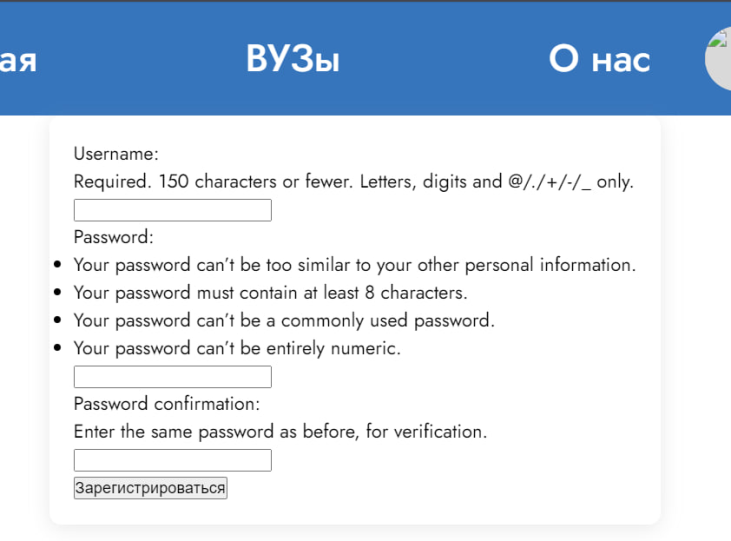 ая ВУЗы О нас
Username:
Required. 150 characters or fewer. Letters, digits and @/./+/-/_ only.
Password:
Your password can’t be too similar to your other personal information.
Your password must contain at least 8 characters.
Your password can’t be a commonly used password.
Your password can’t be entirely numeric.
Password confirmation:
Enter the same password as before, for verification.
Зарегистрироваться